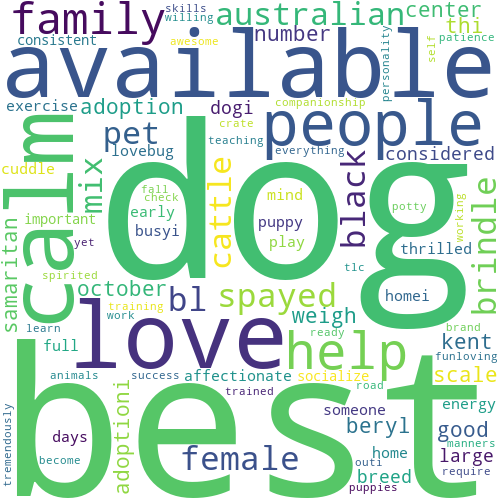 family
skills
willing
australian
center
consistent
awesome
number
thi
patience
available
personality
self
exercise
adoption
dogi
companionship
crate
people
teaching
everything
considered
pet
lovebug
cuddle
calm
mix
dog
fall
check
mind
black
cattle
important
early
puppy
play
potty
working
brindle
samaritan
yet
busyi
thrilled
spirited
october
bl
spayed
tlc
homei
training
weigh
learn
work
love
ready
brand
help
kent
full
funloving
animals
success
affectionate
socialize
road
scale
trained
energy
best
adoptioni
someone
beryl
good
manners
tremendously
days
female
home
large
become
outi
breed
require
puppies